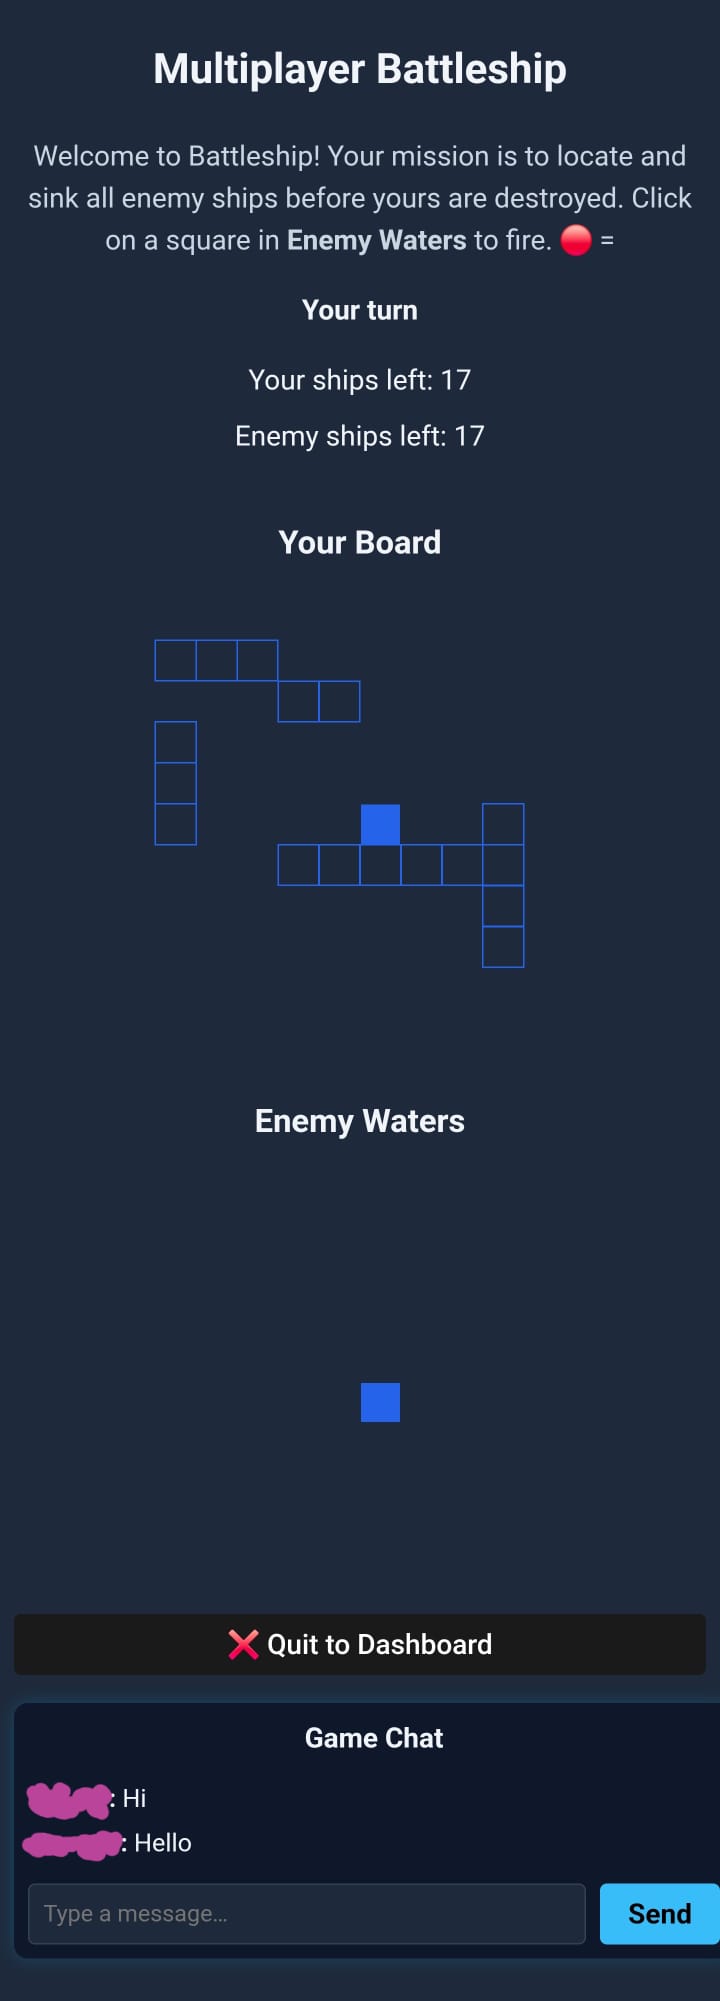 Multiplayer Battleship
Welcome to Battleship! Your mission is to locate and
sink all enemy ships before yours are destroyed. Click
on a square in Enemy Waters to fire. 🔴 =
Your turn
Your ships left: 17
Enemy ships left: 17
Your Board
Enemy Waters
❌ Quit to Dashboard
Game Chat
: Hi
: Hello
Type a message...
Send